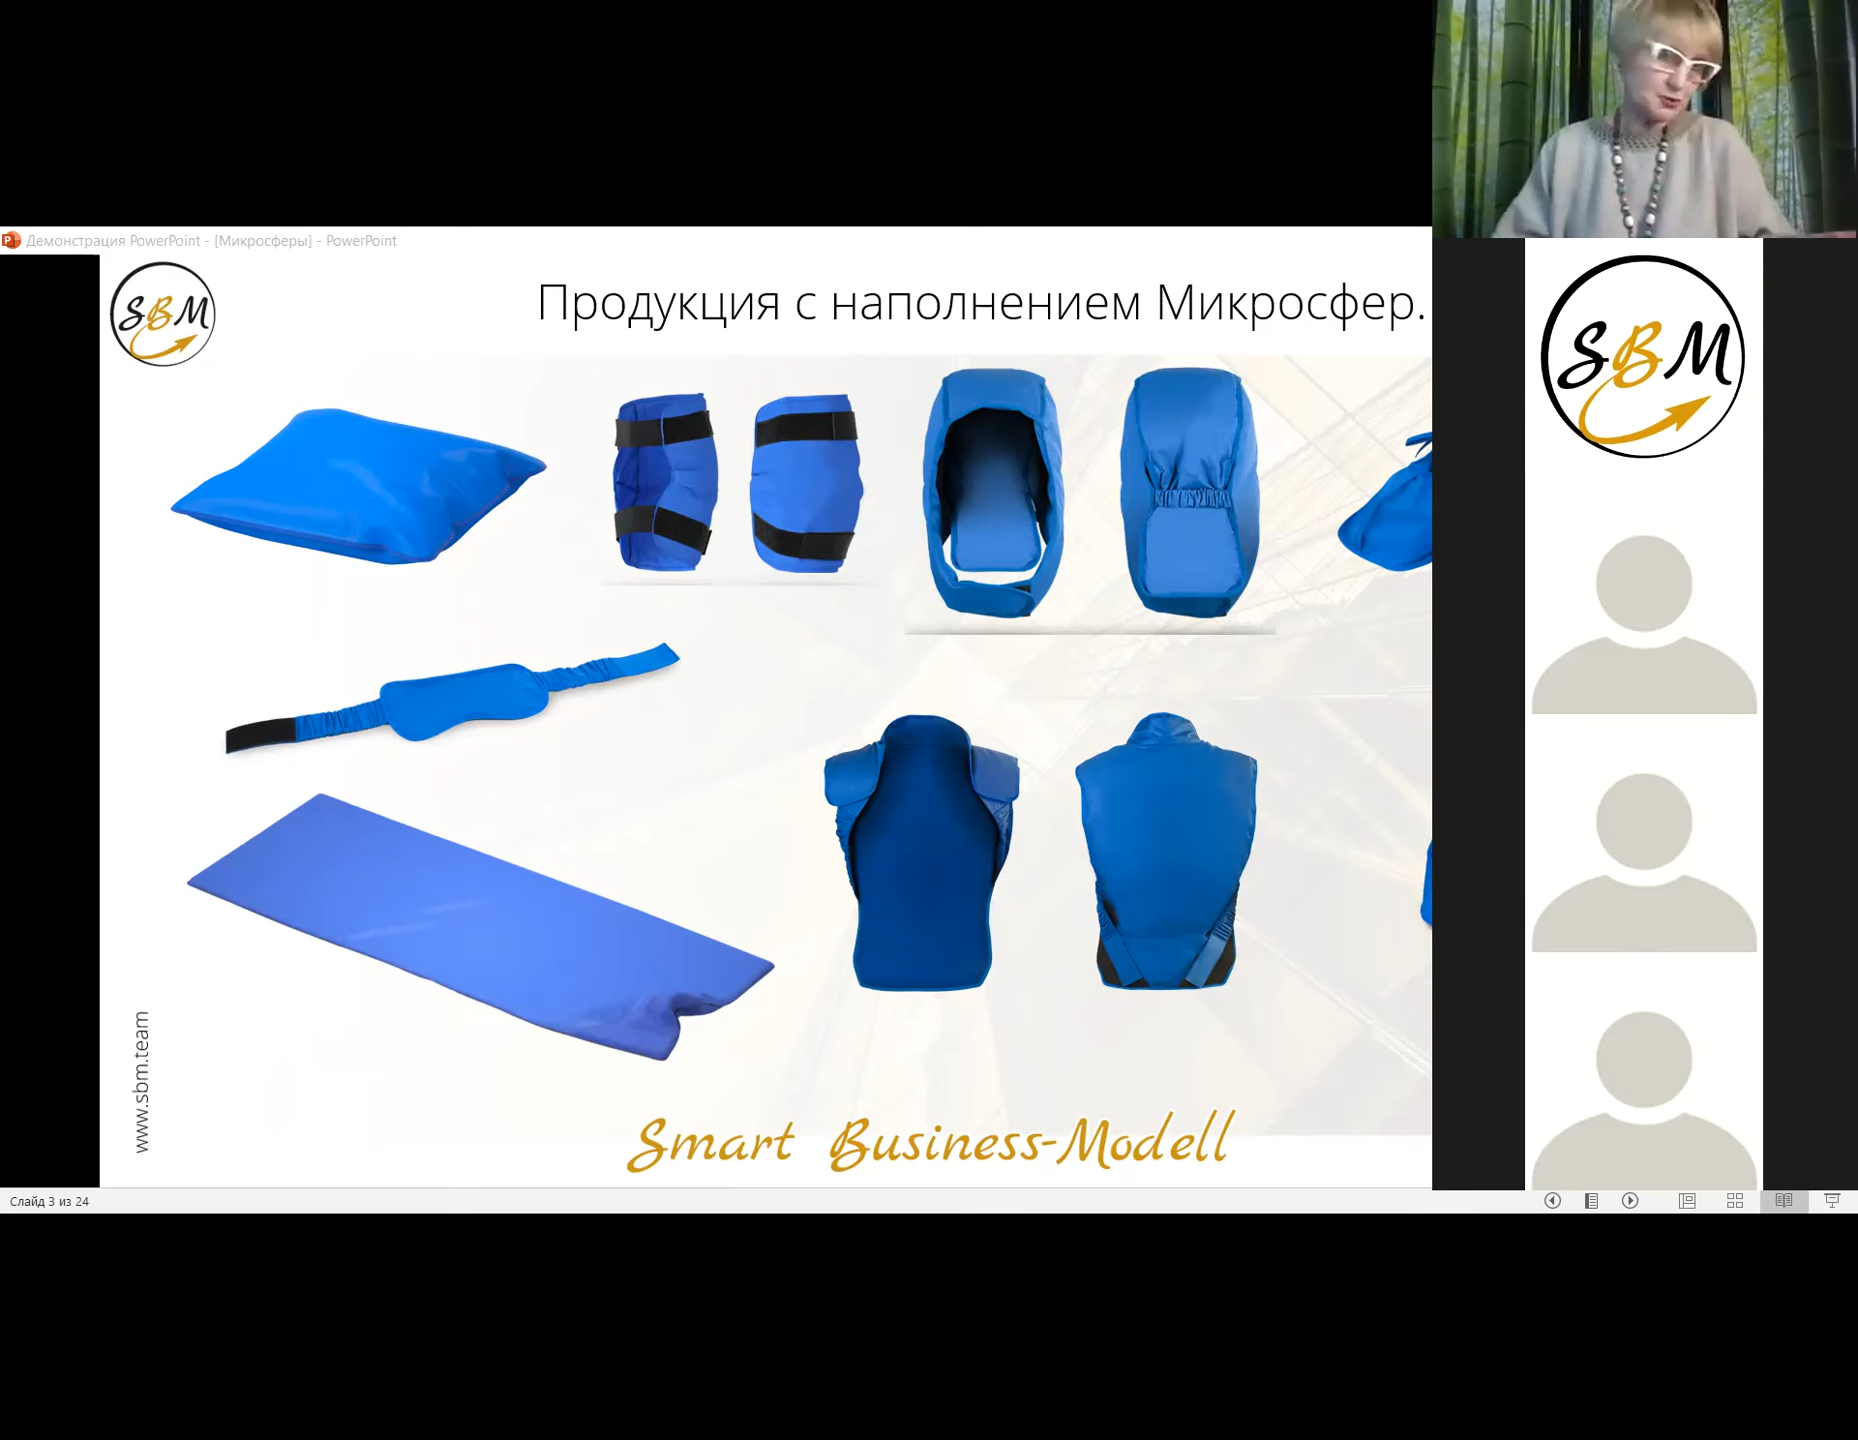 Демонстрация PowerPoint - [Микросферы] - PowerPoint
SBM
Продукция с наполнением Микросфер.
SBM
www.sbm.team
Smart Business-Modell
Слайд 3 из 24